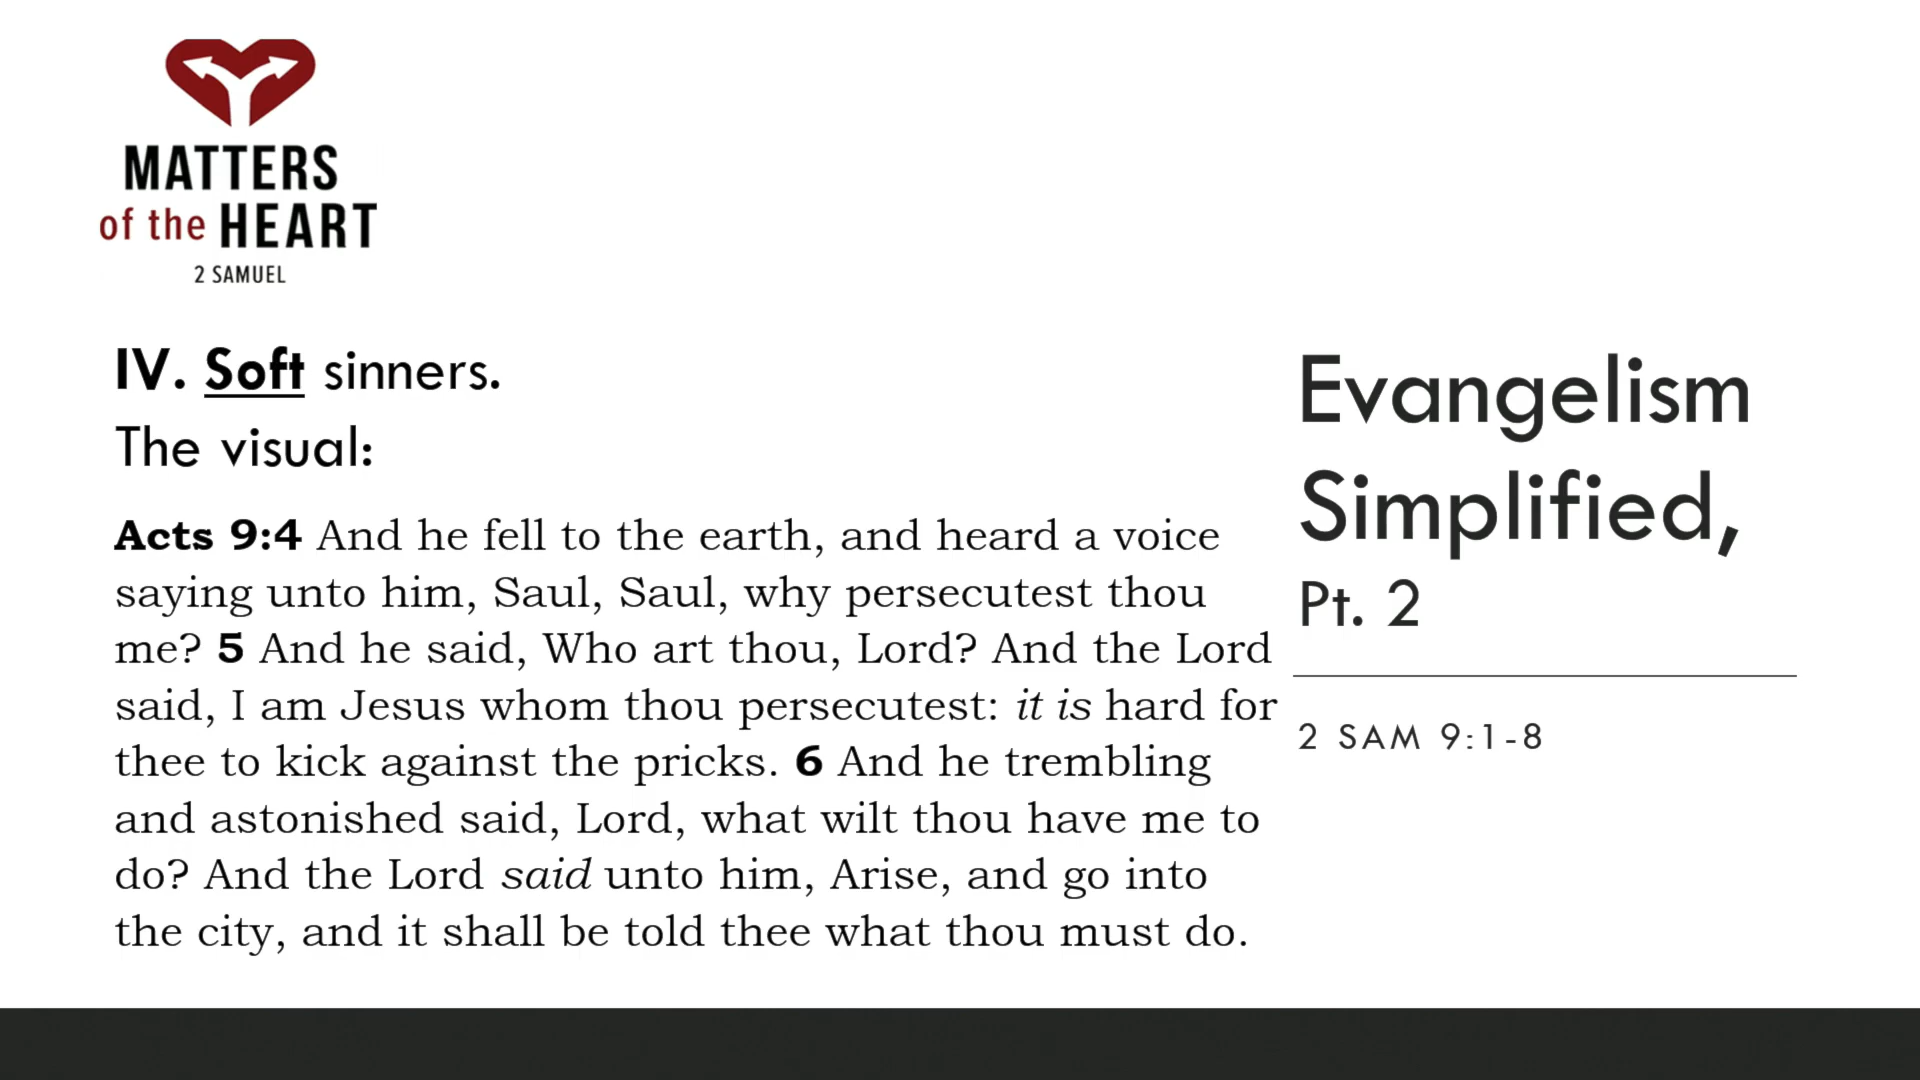 MATTERS
of the HEART
2 SAMUEL
IV. Soft sinners.
The visual:
Acts 9:4 And he fell to the earth, and heard a voice
saying unto him, Saul, Saul, why persecutest thou
me? 5 And he said, Who art thou, Lord? And the Lord
said, I am Jesus whom thou persecutest: it is hard for
thee to kick against the pricks. 6 And he trembling
and astonished said, Lord, what wilt thou have me to
do? And the Lord said unto him, Arise, and go into
the city, and it shall be told thee what thou must do.
Evangelism
Simplified,
Pt. 2
2 SAM 9:1-8